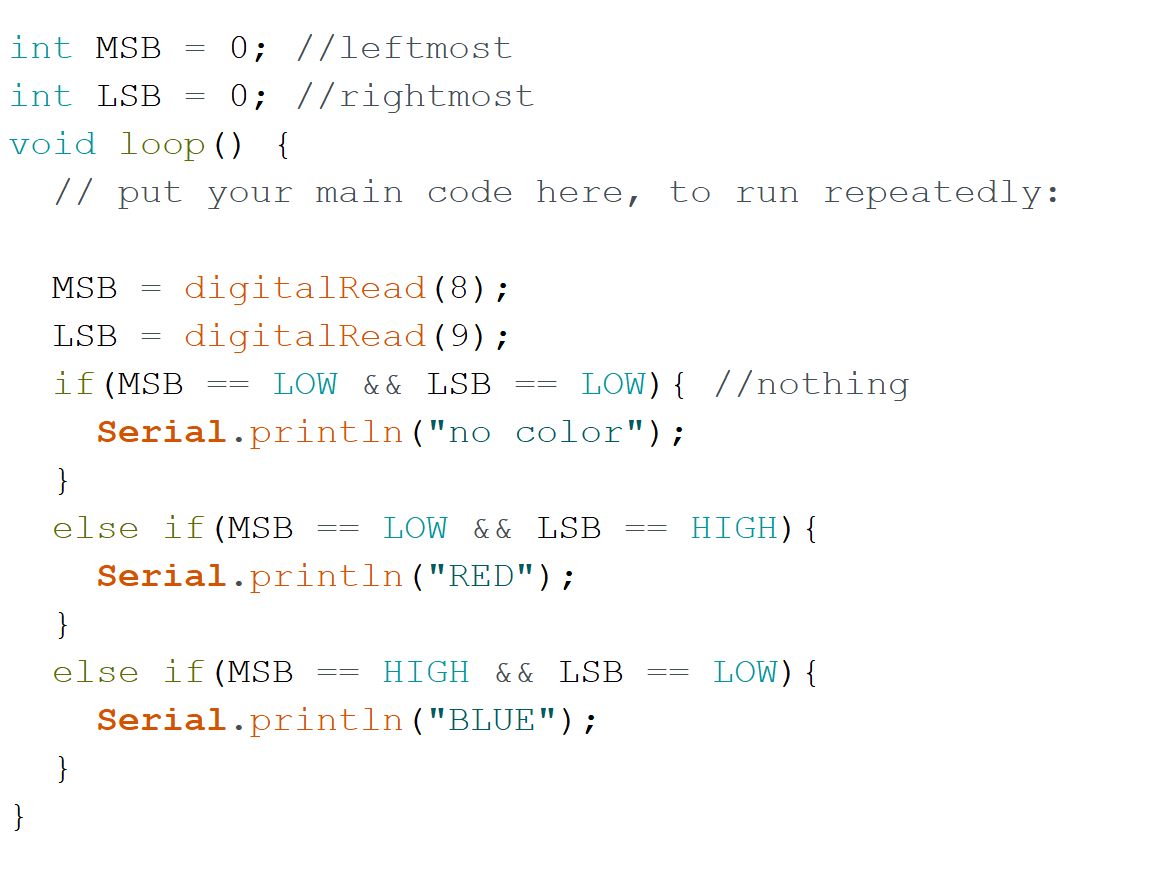 int MSB = 0; //leftmost
int LSB = 0; //rightmost
void loop() {
  // put your main code here, to run repeatedly:

  MSB = digitalRead(8);
  LSB = digitalRead(9);
  if(MSB == LOW && LSB == LOW){ //nothing
    Serial.println("no color");
  }
  else if(MSB == LOW && LSB == HIGH){
    Serial.println("RED");
  }
  else if(MSB == HIGH && LSB == LOW){
    Serial.println("BLUE");
  }
}